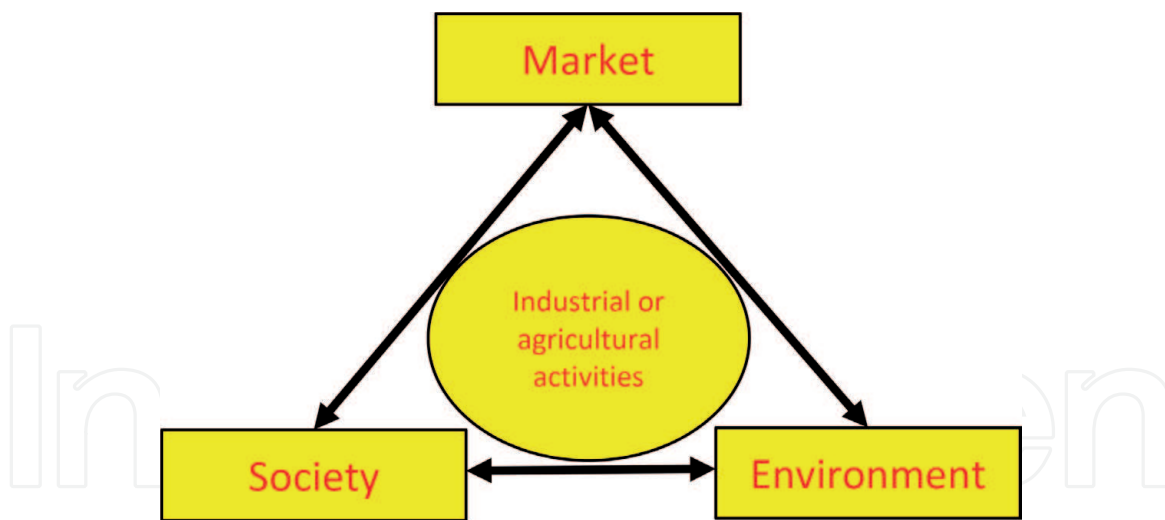 Market
Industrial or
agricultural
activities
Society
Environment